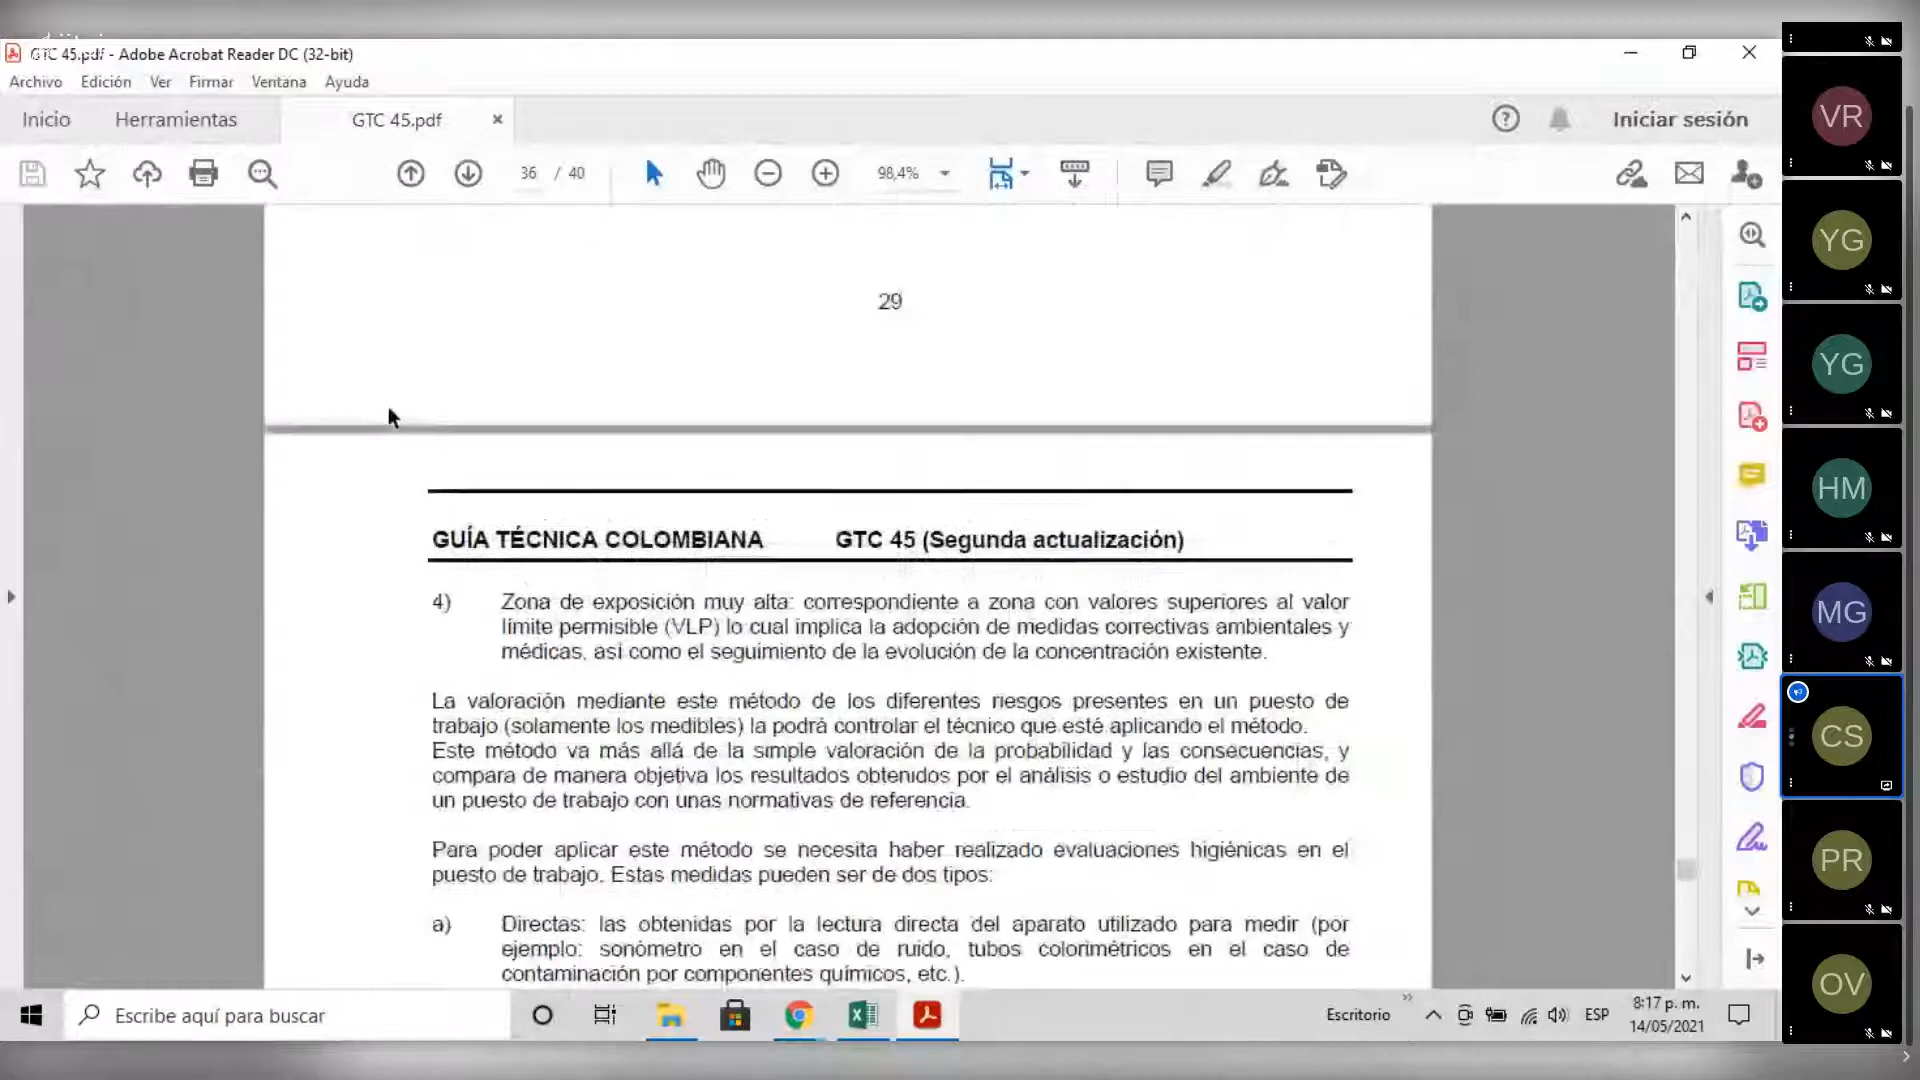 GTC 45.pdf - Adobe Acrobat Reader DC (32-bit)
Archivo Edición Ver Firmar Ventana Ayuda
Inicio Herramientas GTC 45.pdf Iniciar sesión
36 / 40 98,4%
29
GUÍA TÉCNICA COLOMBIANA GTC 45 (Segunda actualización)
4) Zona de exposición muy alta: correspondiente a zona con valores superiores al valor
límite permisible (VLP) lo cual implica la adopción de medidas correctivas ambientales y
médicas, así como el seguimiento de la evolución de la concentración existente.
La valoración mediante este método de los diferentes riesgos presentes en un puesto de
trabajo (solamente los medibles) la podrá controlar el técnico que esté aplicando el método.
Este método va más allá de la simple valoración de la probabilidad y las consecuencias, y
compara de manera objetiva los resultados obtenidos por el análisis o estudio del ambiente de
un puesto de trabajo con unas normativas de referencia.
Para poder aplicar este método se necesita haber realizado evaluaciones higiénicas en el
puesto de trabajo. Estas medidas pueden ser de dos tipos:
a) Directas: las obtenidas por la lectura directa del aparato utilizado para medir (por
ejemplo: sonómetro en el caso de ruido, tubos colorimétricos en el caso de
contaminación por componentes químicos, etc.).
Escribe aquí para buscar
Escritorio
ESP
8:17 p. m.
14/05/2021
VR
YG
YG
HM
MG
CS
PR
OV